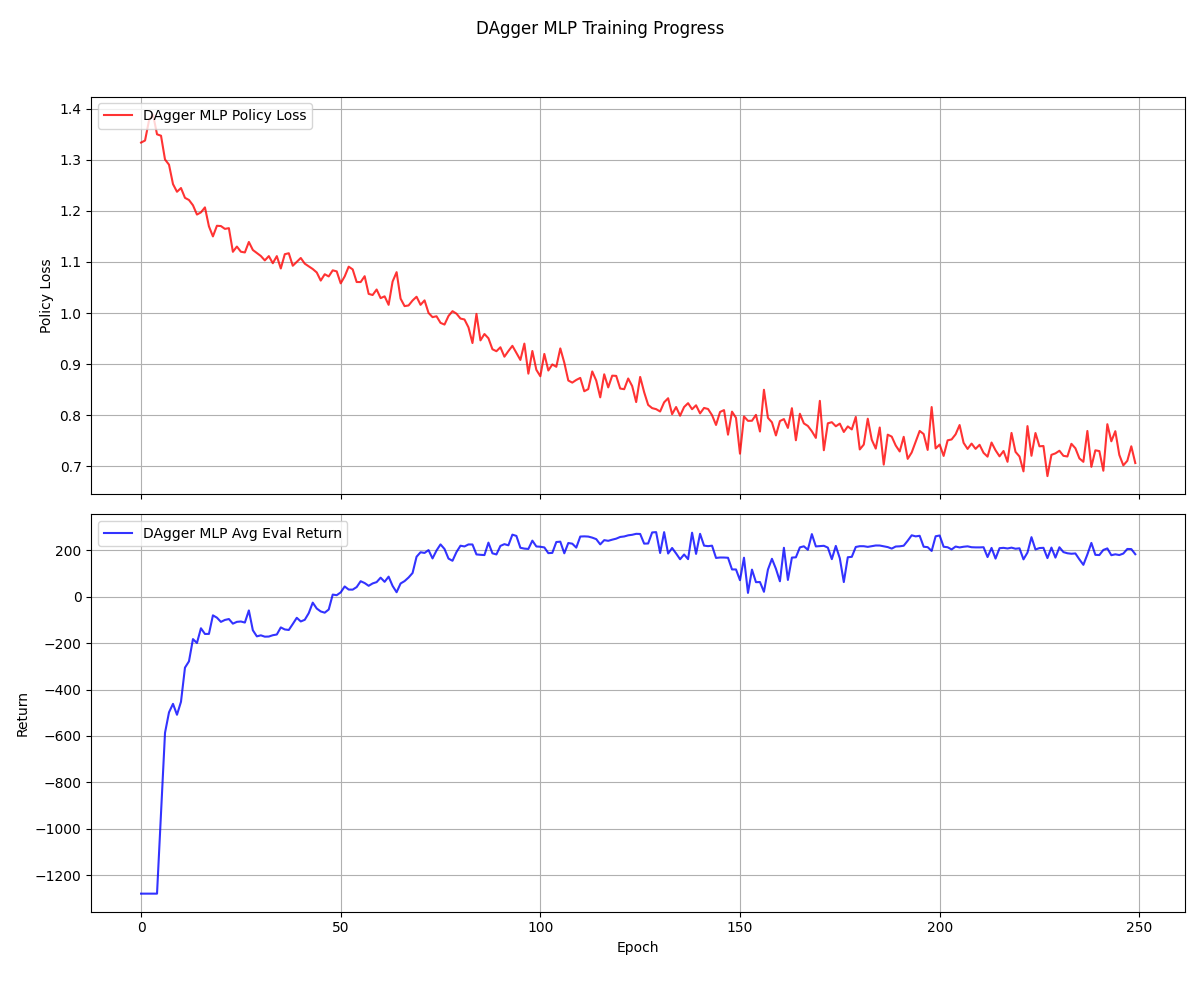 DAgger MLP Training Progress
DAgger MLP Policy Loss
1.4
1.3
1.2
1.1
1.0
0.9
0.8
0.7
Policy Loss
DAgger MLP Avg Eval Return
200
0
−200
−400
−600
−800
−1000
−1200
Return
0 50 100 150 200 250
Epoch